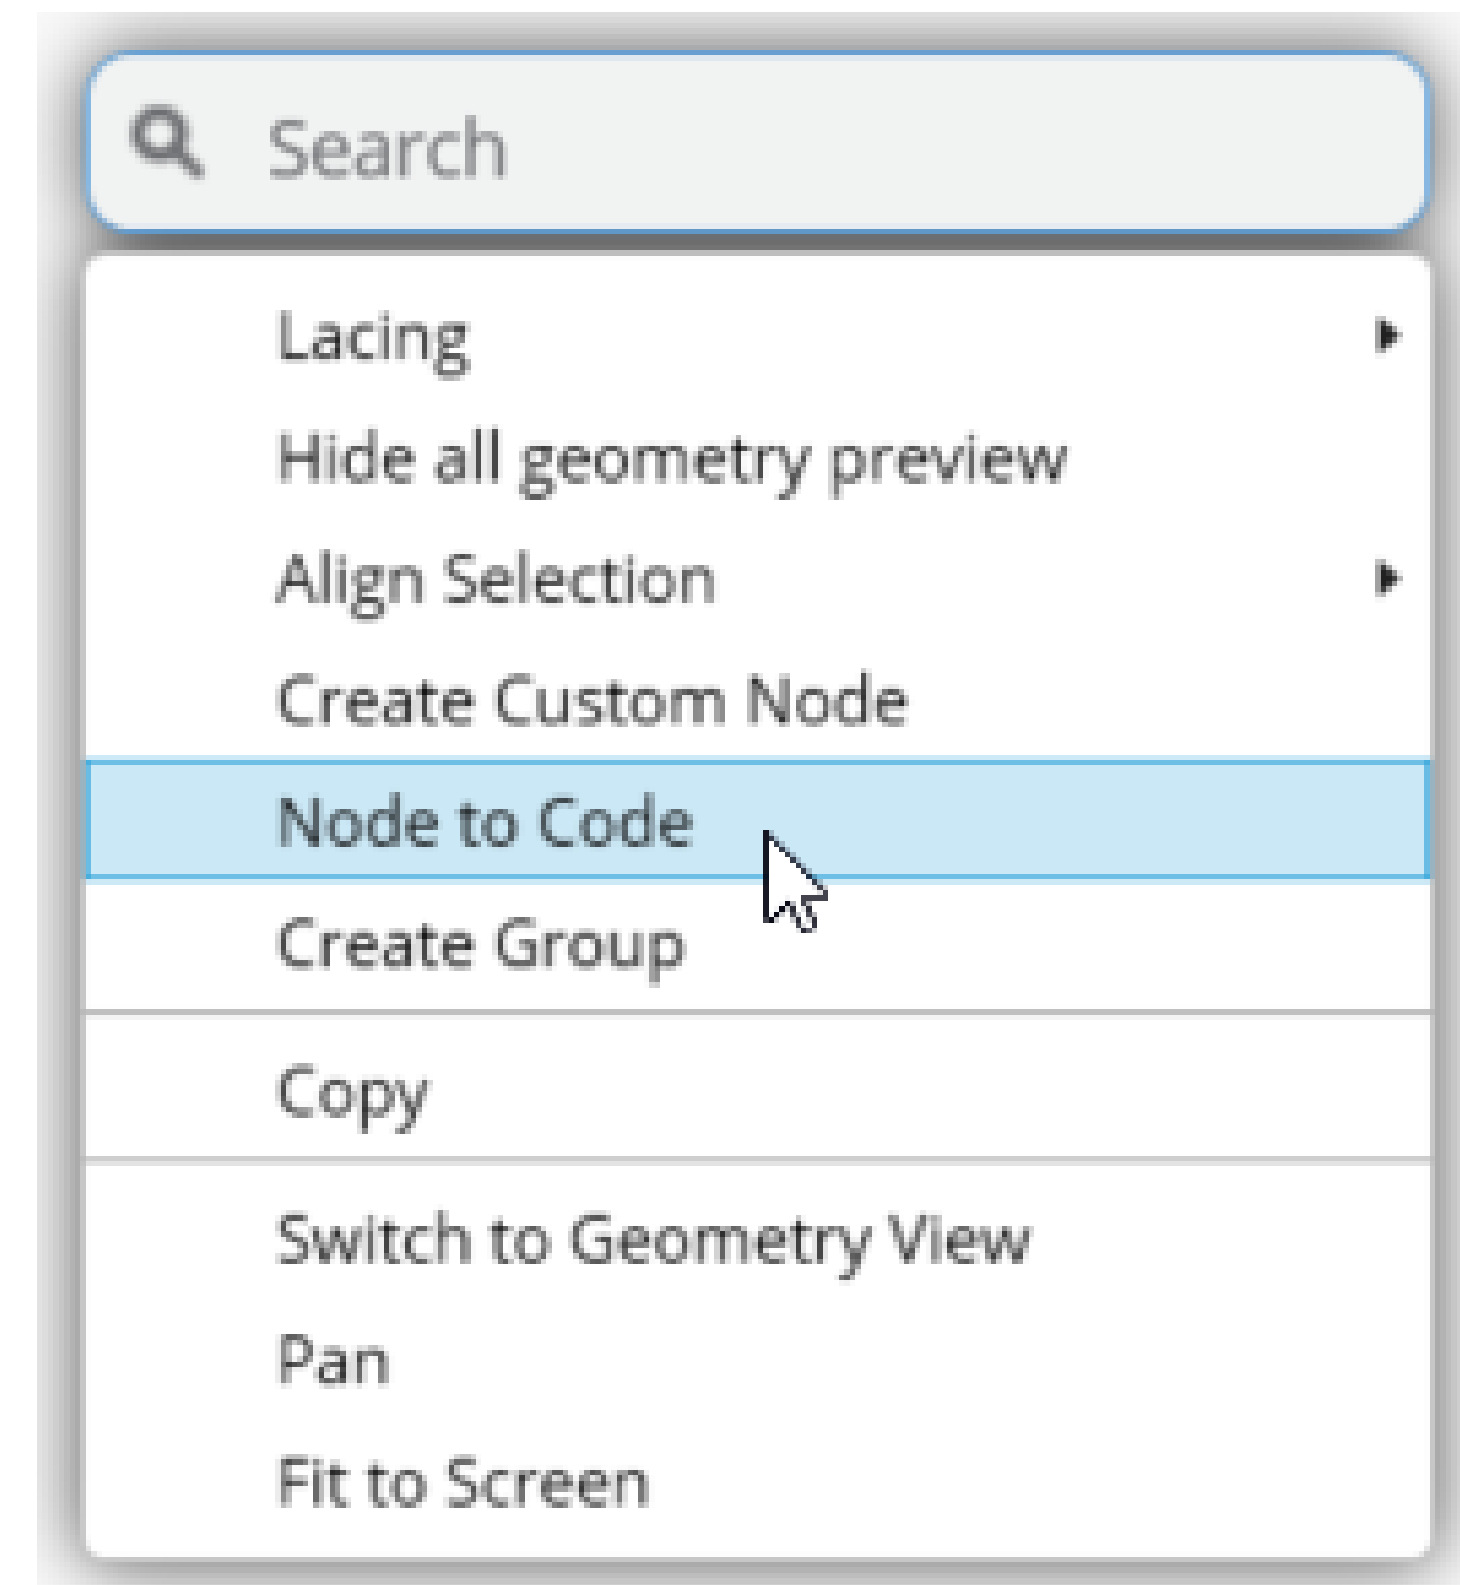 Search
Lacing
Hide all geometry preview
Align Selection
Create Custom Node
Node to Code
Create Group
Copy
Switch to Geometry View
Pan
Fit to Screen